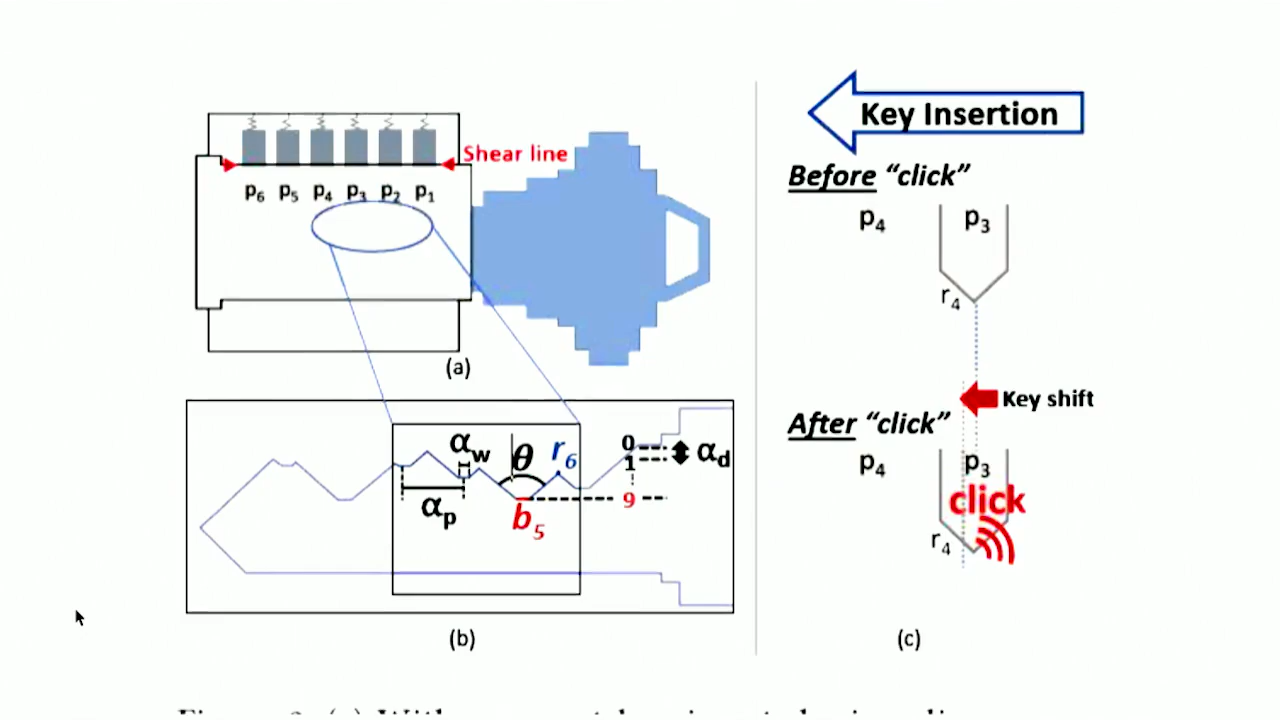 Shear line
p6 p5 p4 p3 p2 p1
(a)
αw θ r6 0
1
αd
αp b5 9
(b)
Key Insertion
Before “click”
p4 p3
r4
Key shift
After “click”
p4 p3
click
r4
(c)